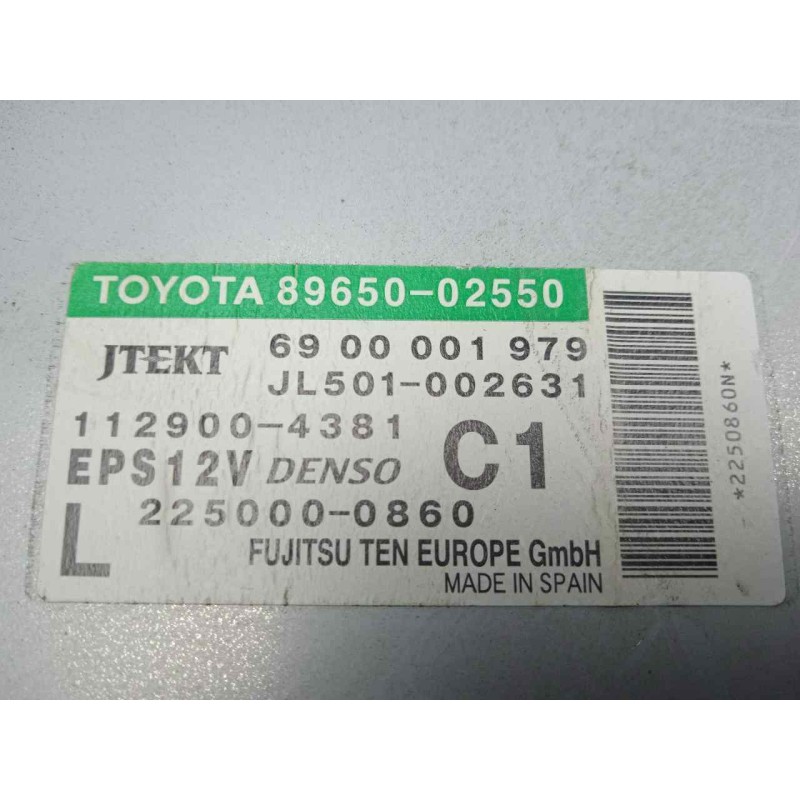 TOYOTA 89650-02550
JTEKT 69 00 001 979
JL501-002631
112900-4381
EPS12V DENSO C1
L 225000-0860
FUJITSU TEN EUROPE GmbH
MADE IN SPAIN
*2250860N*